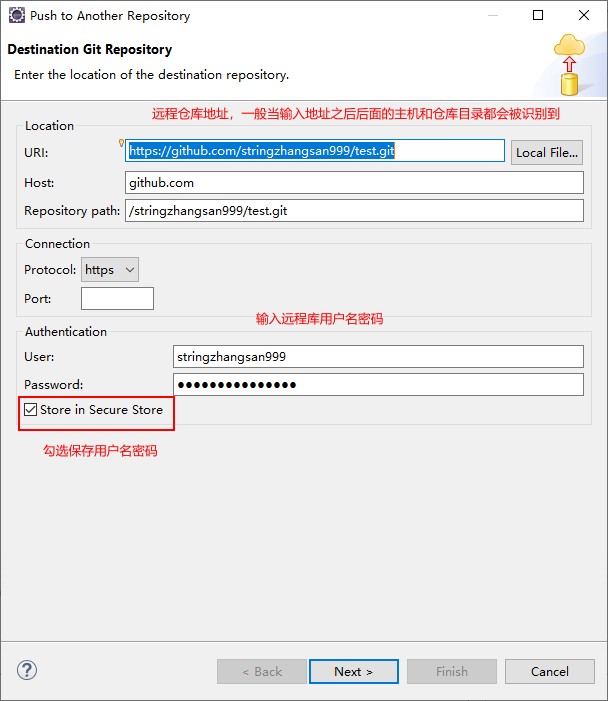 Push to Another Repository
Destination Git Repository
Enter the location of the destination repository.
远程仓库地址，一般当输入地址之后后面的主机和仓库目录都会被识别到
Location
URI: https://github.com/stringzhangsan999/test.git Local File...
Host: github.com
Repository path: /stringzhangsan999/test.git
Connection
Protocol: https
Port:
输入远程库用户名密码
Authentication
User: stringzhangsan999
Password: ●●●●●●●●●●●●●●●
Store in Secure Store
勾选保存用户名密码
? < Back Next > Finish Cancel